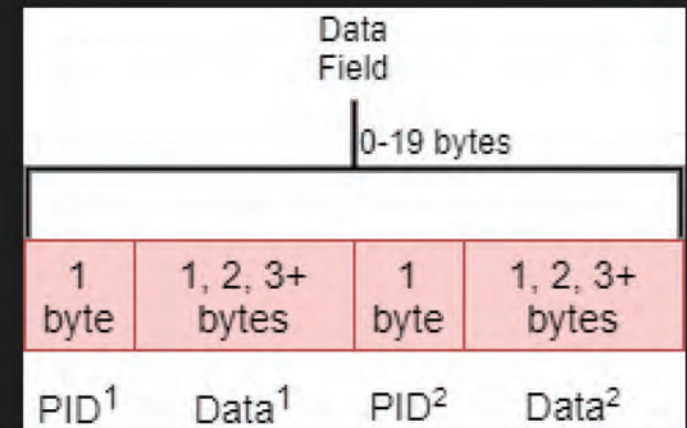 Data
Field
0-19 bytes
1 byte
1, 2, 3+ bytes
1 byte
1, 2, 3+ bytes
PID¹ Data¹ PID² Data²